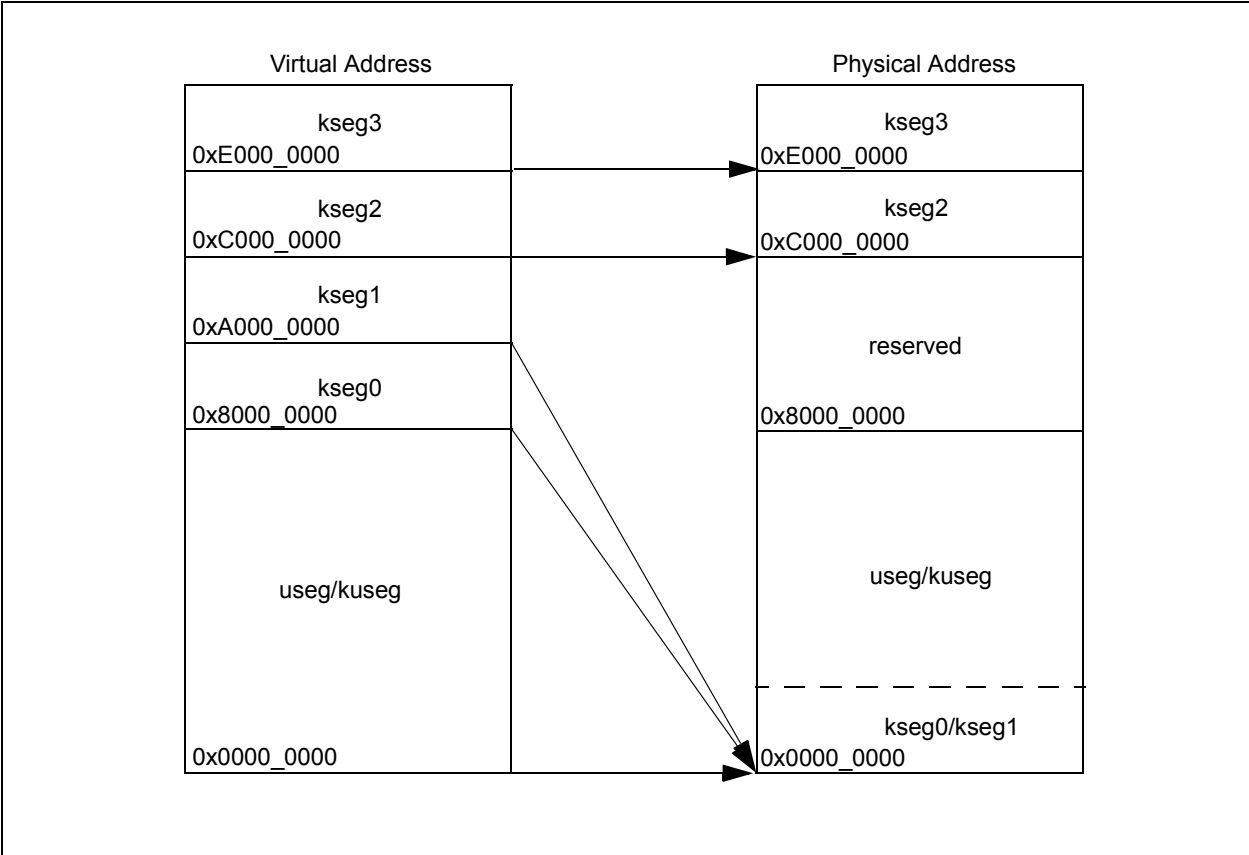 Virtual Address
kseg3
0xE000_0000
kseg2
0xC000_0000
kseg1
0xA000_0000
kseg0
0x8000_0000
useg/kuseg
0x0000_0000
Physical Address
kseg3
0xE000_0000
kseg2
0xC000_0000
reserved
0x8000_0000
useg/kuseg
kseg0/kseg1
0x0000_0000